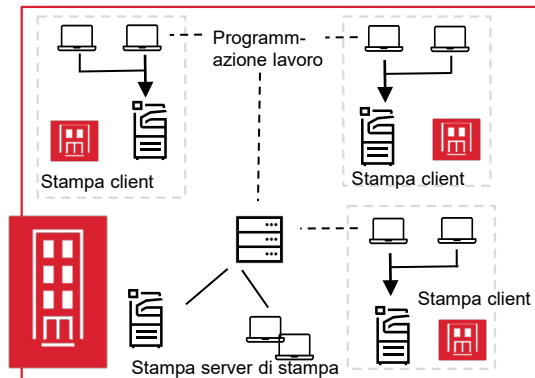 Programm-
azione lavoro
Stampa client
Stampa client
Stampa client
Stampa server di stampa